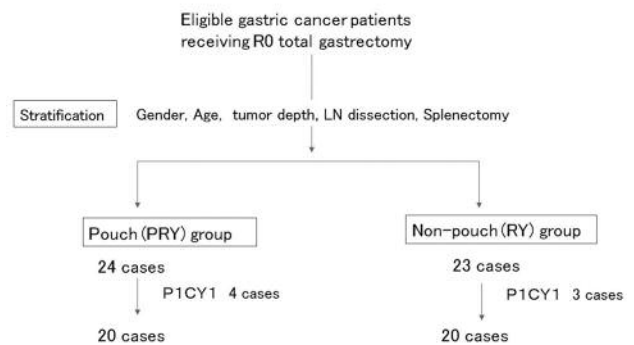 Eligible gastric cancer patients
receiving R0 total gastrectomy
Stratification
Gender, Age, tumor depth, LN dissection, Splenectomy
Pouch (PRY) group
Non-pouch (RY) group
24 cases
23 cases
P1CY1 4 cases
P1CY1 3 cases
20 cases
20 cases